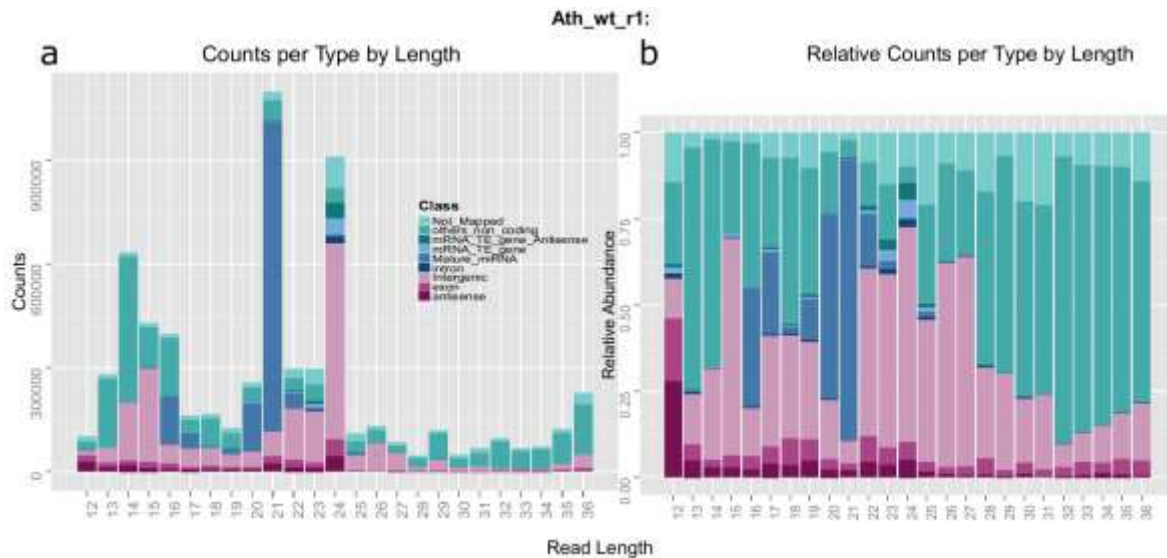 Ath_wt_r1:
a
Counts per Type by Length
b
Relative Counts per Type by Length
Counts
900000
600000
300000
0
Class
Not_Mapped
others_non_coding
mRNA_TE_gene_Antisense
mRNA_TE_gene
Mature_miRNA
intron
Intergenic
exon
antisense
12 13 14 15 16 17 18 19 20 21 22 23 24 25 26 27 28 29 30 31 32 33 34 35 36
Relative Abundance
1.00
0.75
0.50
0.25
0.00
12 13 14 15 16 17 18 19 20 21 22 23 24 25 26 27 28 29 30 31 32 33 34 35 36
Read Length